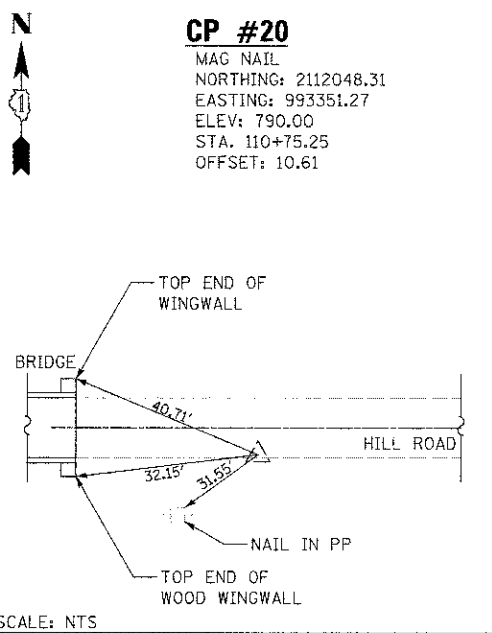 N
1
CP #20
MAG NAIL
NORTHING: 2112048.31
EASTING: 993351.27
ELEV: 790.00
STA. 110+75.25
OFFSET: 10.61
TOP END OF
WINGWALL
BRIDGE
40.71'
HILL ROAD
32.15'
31.55'
NAIL IN PP
TOP END OF
WOOD WINGWALL
SCALE: NTS